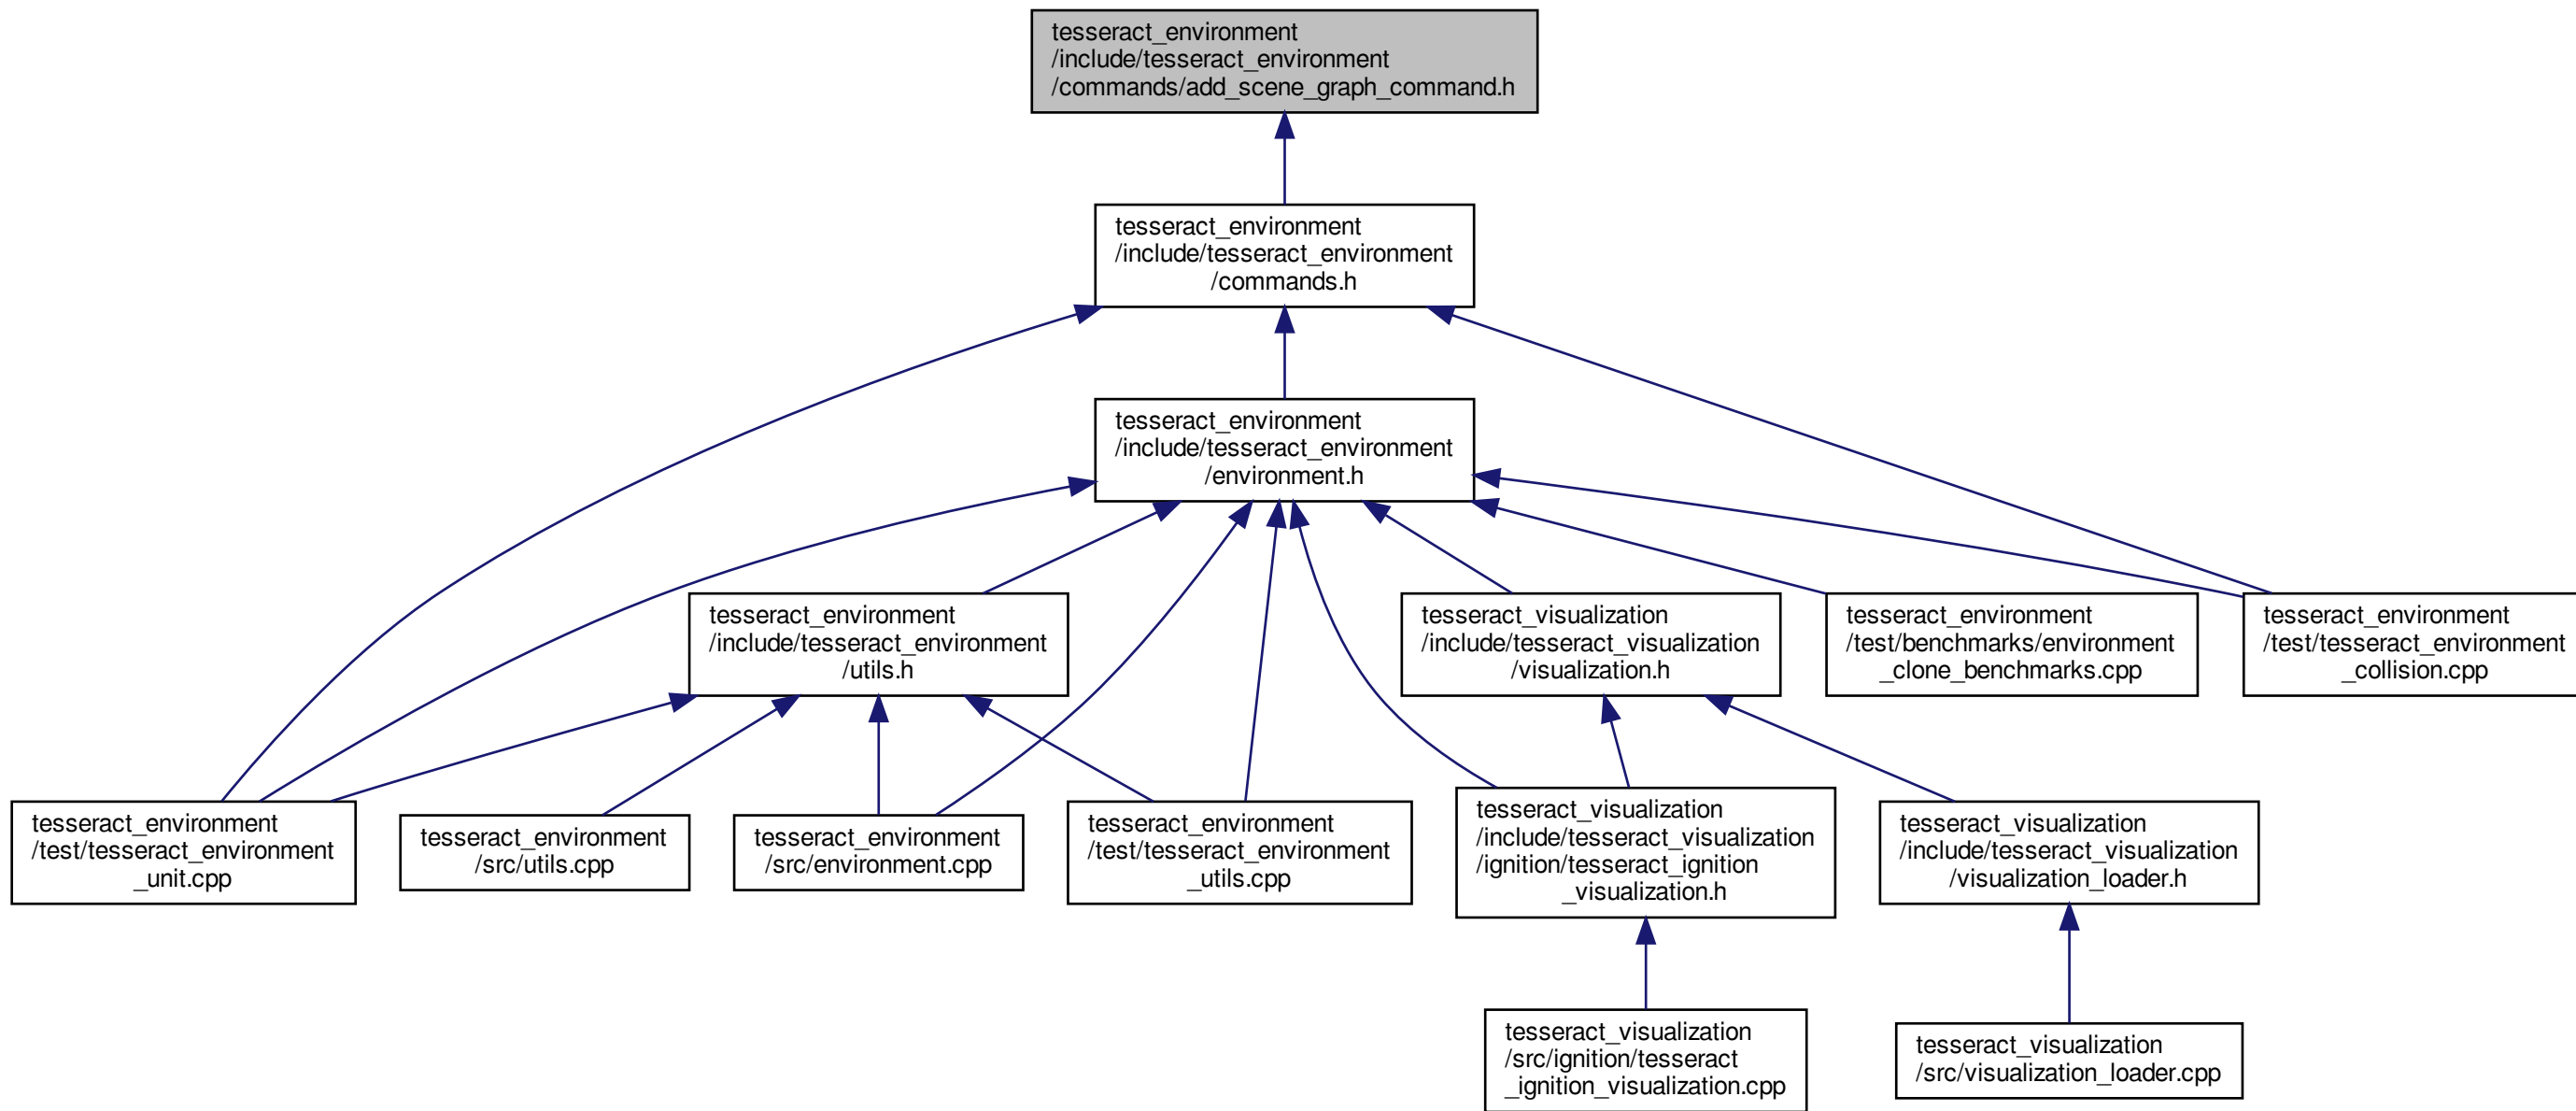 tesseract_environment
/include/tesseract_environment
/commands/add_scene_graph_command.h
tesseract_environment
/include/tesseract_environment
/commands.h
tesseract_environment
/include/tesseract_environment
/environment.h
tesseract_environment
/include/tesseract_environment
/utils.h
tesseract_visualization
/include/tesseract_visualization
/visualization.h
tesseract_environment
/test/benchmarks/environment
_clone_benchmarks.cpp
tesseract_environment
/test/tesseract_environment
_collision.cpp
tesseract_environment
/test/tesseract_environment
_unit.cpp
tesseract_environment
/src/utils.cpp
tesseract_environment
/src/environment.cpp
tesseract_environment
/test/tesseract_environment
_utils.cpp
tesseract_visualization
/include/tesseract_visualization
/ignition/tesseract_ignition
_visualization.h
tesseract_visualization
/include/tesseract_visualization
/visualization_loader.h
tesseract_visualization
/src/ignition/tesseract
_ignition_visualization.cpp
tesseract_visualization
/src/visualization_loader.cpp